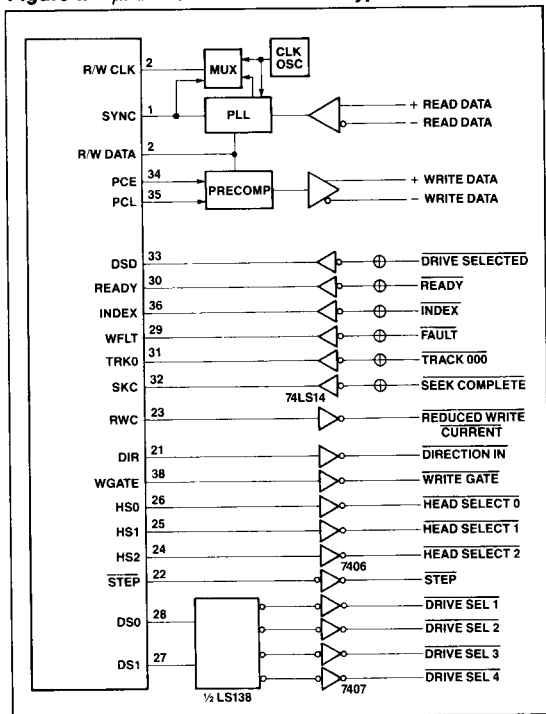 CLK
OSC
R/W CLK 2 MUX
SYNC 1 PLL + READ DATA
− READ DATA
R/W DATA 2
PCE 34 PRECOMP + WRITE DATA
PCL 35 − WRITE DATA
DSD 33 DRIVE SELECTED
READY 30 READY
INDEX 36 INDEX
WFLT 29 FAULT
TRK0 31 TRACK 000
SKC 32 SEEK COMPLETE
74LS14
RWC 23 REDUCED WRITE
CURRENT
DIR 21 DIRECTION IN
WGATE 38 WRITE GATE
HS0 26 HEAD SELECT 0
HS1 25 HEAD SELECT 1
HS2 24 HEAD SELECT 2
7406
STEP 22 STEP
DS0 28 DRIVE SEL 1
DRIVE SEL 2
DS1 27 DRIVE SEL 3
DRIVE SEL 4
7407
½ LS138